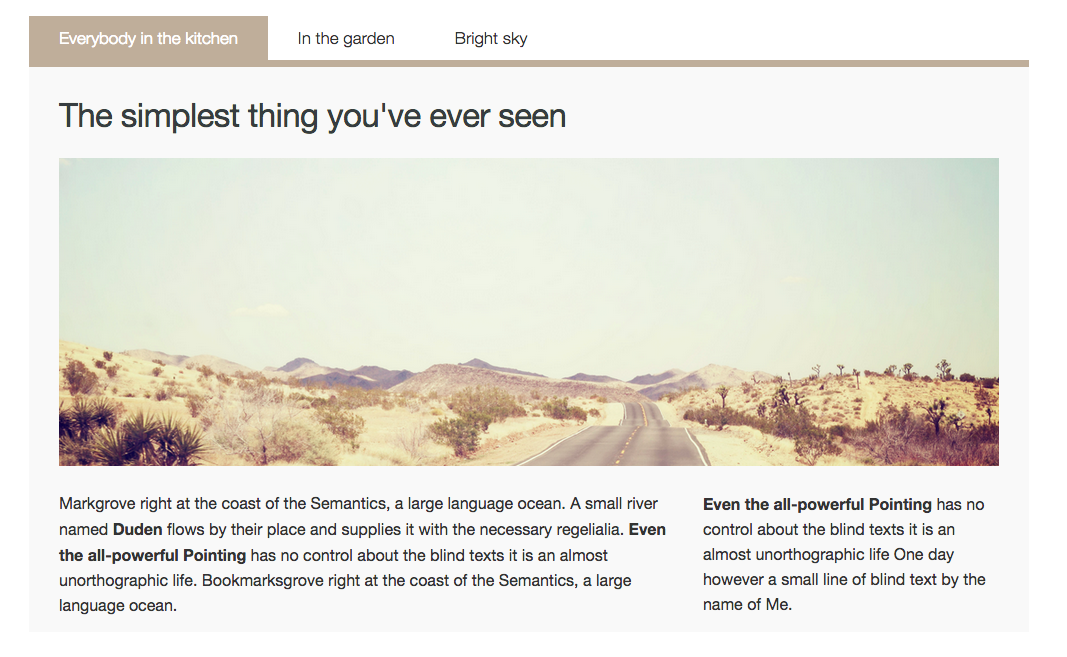 Everybody in the kitchen
In the garden
Bright sky
The simplest thing you've ever seen
Markgrove right at the coast of the Semantics, a large language ocean. A small river
named Duden flows by their place and supplies it with the necessary regelialia. Even
the all-powerful Pointing has no control about the blind texts it is an almost
unorthographic life. Bookmarksgrove right at the coast of the Semantics, a large
language ocean.
Even the all-powerful Pointing has no
control about the blind texts it is an
almost unorthographic life One day
however a small line of blind text by the
name of Me.